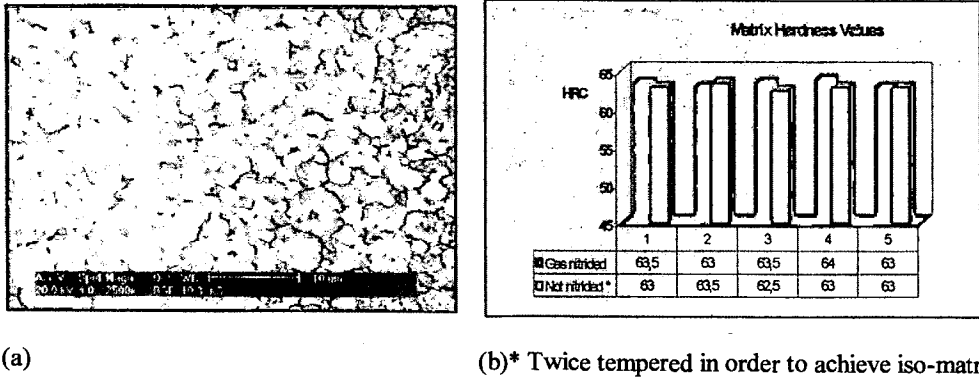 Matrix Hardness Values
HRC
65
60
55
50
45
1 2 3 4 5
Gas nitrided 63,5 63 63,5 64 63
Not nitrided * 63 63,5 62,5 63 63
(a)
(b)* Twice tempered in order to achieve iso-matr